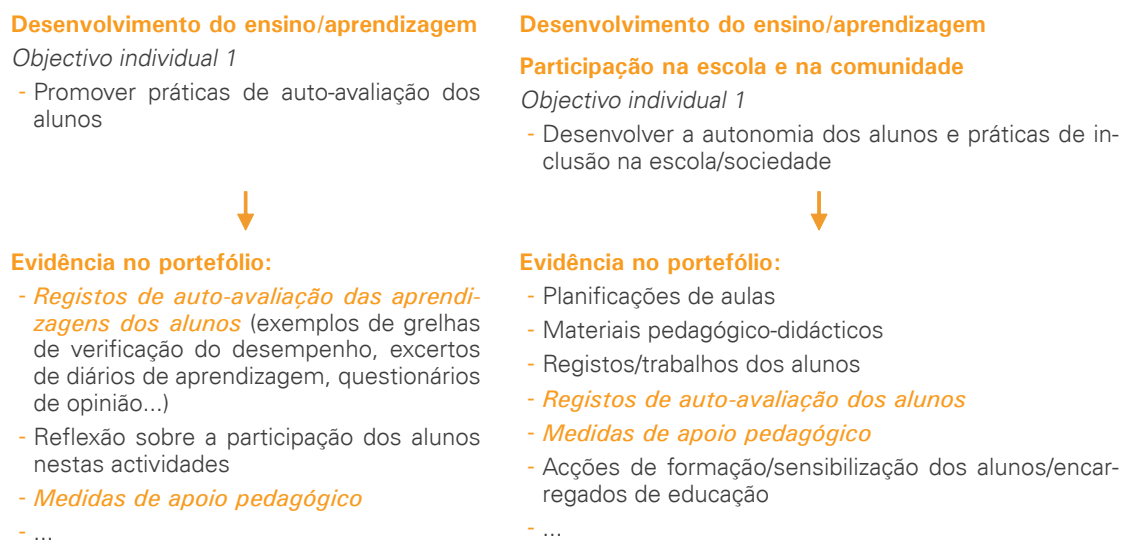 Desenvolvimento do ensino/aprendizagem
Objectivo individual 1
- Promover práticas de auto-avaliação dos
alunos
Evidência no portefólio:
- Registos de auto-avaliação das aprendi-
zagens dos alunos (exemplos de grelhas
de verificação do desempenho, excertos
de diários de aprendizagem, questionários
de opinião...)
- Reflexão sobre a participação dos alunos
nestas actividades
- Medidas de apoio pedagógico
- ...
Desenvolvimento do ensino/aprendizagem
Participação na escola e na comunidade
Objectivo individual 1
- Desenvolver a autonomia dos alunos e práticas de in-
clusão na escola/sociedade
Evidência no portefólio:
- Planificações de aulas
- Materiais pedagógico-didácticos
- Registos/trabalhos dos alunos
- Registos de auto-avaliação dos alunos
- Medidas de apoio pedagógico
- Acções de formação/sensibilização dos alunos/encar-
regados de educação
- ...